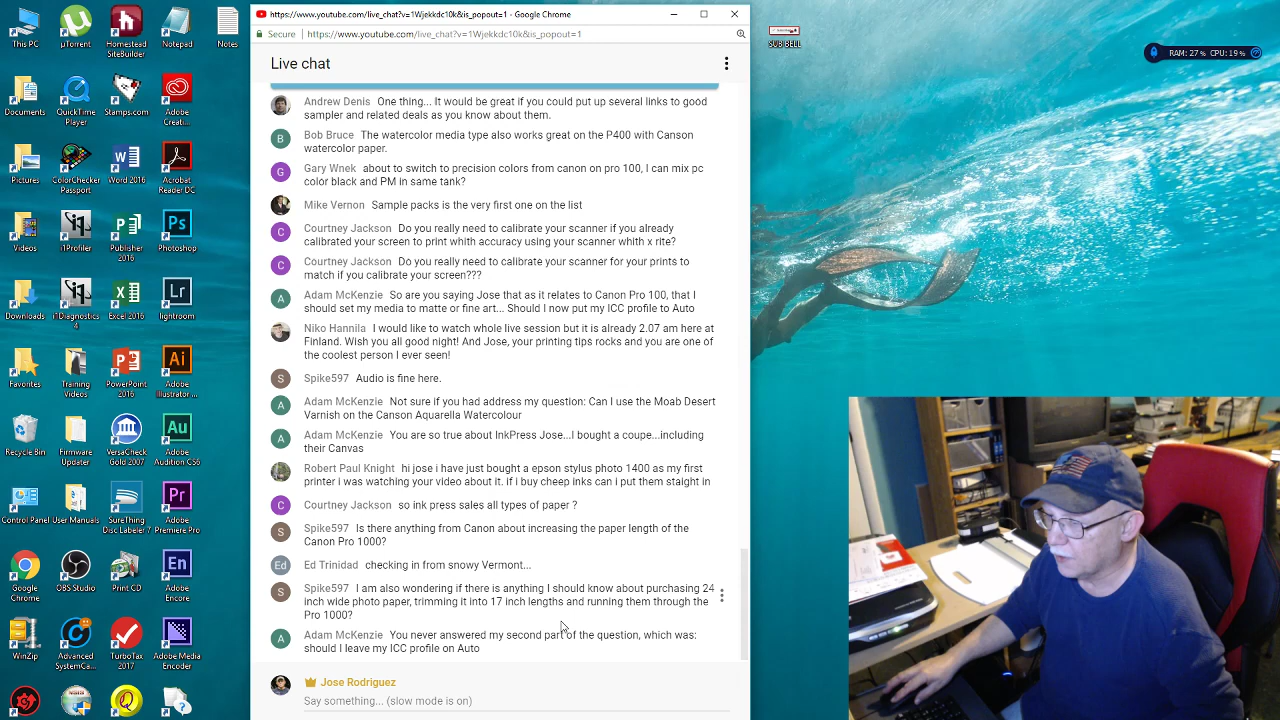 https://www.youtube.com/live_chat?v=1Wjekkdc10k&is_popout=1 - Google Chrome
Secure https://www.youtube.com/live_chat?v=1Wjekkdc10k&is_popout=1
Live chat
Andrew Denis One thing... It would be great if you could put up several links to good
sampler and related deals as you know about them.
Bob Bruce The watercolor media type also works great on the P400 with Canson
watercolor paper.
Gary Wnek about to switch to precision colors from canon on pro 100, I can mix pc
color black and PM in same tank?
Mike Vernon Sample packs is the very first one on the list
Courtney Jackson Do you really need to calibrate your scanner if you already
calibrated your screen to print whith accuracy using your scanner whith x rite?
Courtney Jackson Do you really need to calibrate your scanner for your prints to
match if you calibrate your screen???
Adam McKenzie So are you saying Jose that as it relates to Canon Pro 100, that I
should set my media to matte or fine art... Should I now put my ICC profile to Auto
Niko Hannila I would like to watch whole live session but it is already 2.07 am here at
Finland. Wish you all good night! And Jose, your printing tips rocks and you are one of
the coolest person I ever seen!
Spike597 Audio is fine here.
Adam McKenzie Not sure if you had address my question: Can I use the Moab Desert
Varnish on the Canson Aquarella Watercolour
Adam McKenzie You are so true about InkPress Jose...I bought a coupe...including
their Canvas
Robert Paul Knight hi jose i have just bought a epson stylus photo 1400 as my first
printer i was watching your video about it. if i buy cheep inks can i put them staight in
Courtney Jackson so ink press sales all types of paper ?
Spike597 Is there anything from Canon about increasing the paper length of the
Canon Pro 1000?
Ed Trinidad checking in from snowy Vermont...
Spike597 I am also wondering if there is anything I should know about purchasing 24
inch wide photo paper, trimming it into 17 inch lengths and running them through the
Pro 1000?
Adam McKenzie You never answered my second part of the question, which was:
should I leave my ICC profile on Auto
Jose Rodriguez
Say something... (slow mode is on)
This PC
µTorrent
Homestead
SiteBuilder
Notepad
Notes
Documents
QuickTime
Player
Stamps.com
Adobe
Creati...
Pictures
ColorChecker
Passport
Word 2016
Acrobat
Reader DC
Videos
i1Profiler
Publisher
2016
Photoshop
Downloads
i1Diagnostics
4
Excel 2016
lightroom
Favorites
Training
Videos
PowerPoint
2016
Adobe
Illustrator ...
Recycle Bin
Firmware
Updater
VersaCheck
Gold 2007
Adobe
Audition CS6
Control Panel
User Manuals
SureThing
Disc Labeler 7
Adobe
Premiere Pro
Google
Chrome
OBS Studio
Print CD
Adobe
Encore
WinZip
Advanced
SystemCa...
TurboTax
2017
Adobe Media
Encoder
SUB BELL
RAM: 27 % CPU: 19 %